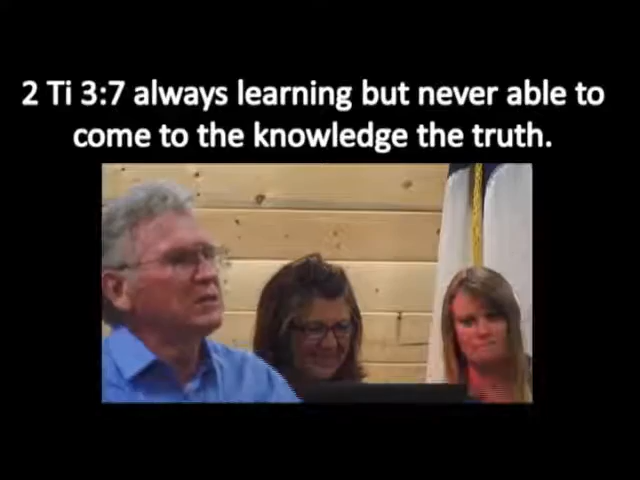 2 Ti 3:7 always learning but never able to
come to the knowledge the truth.